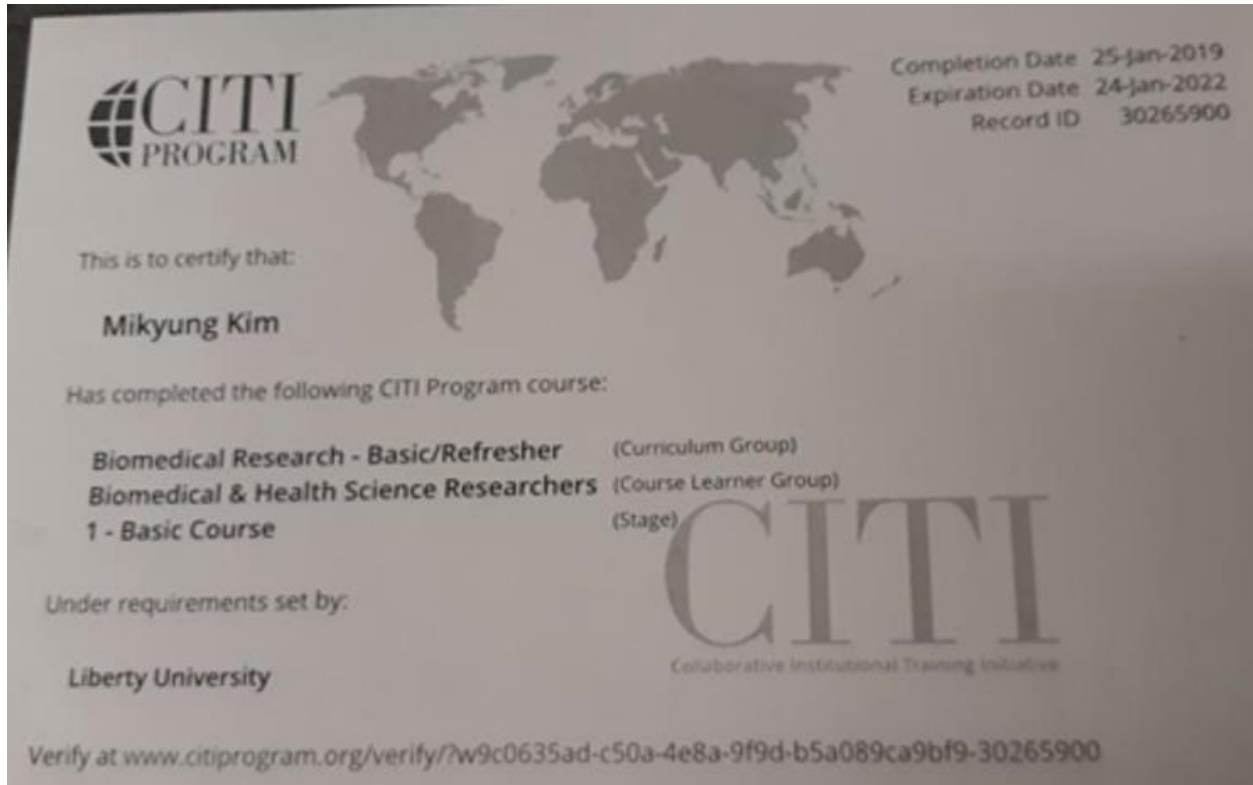 CITI
PROGRAM
Completion Date 25-Jan-2019
Expiration Date 24-Jan-2022
Record ID 30265900
This is to certify that:
Mikyung Kim
Has completed the following CITI Program course:
Biomedical Research - Basic/Refresher (Curriculum Group)
Biomedical & Health Science Researchers (Course Learner Group)
1 - Basic Course (Stage)
Under requirements set by:
Liberty University
CITI
Collaborative Institutional Training Initiative
Verify at www.citiprogram.org/verify/?w9c0635ad-c50a-4e8a-9f9d-b5a089ca9bf9-30265900